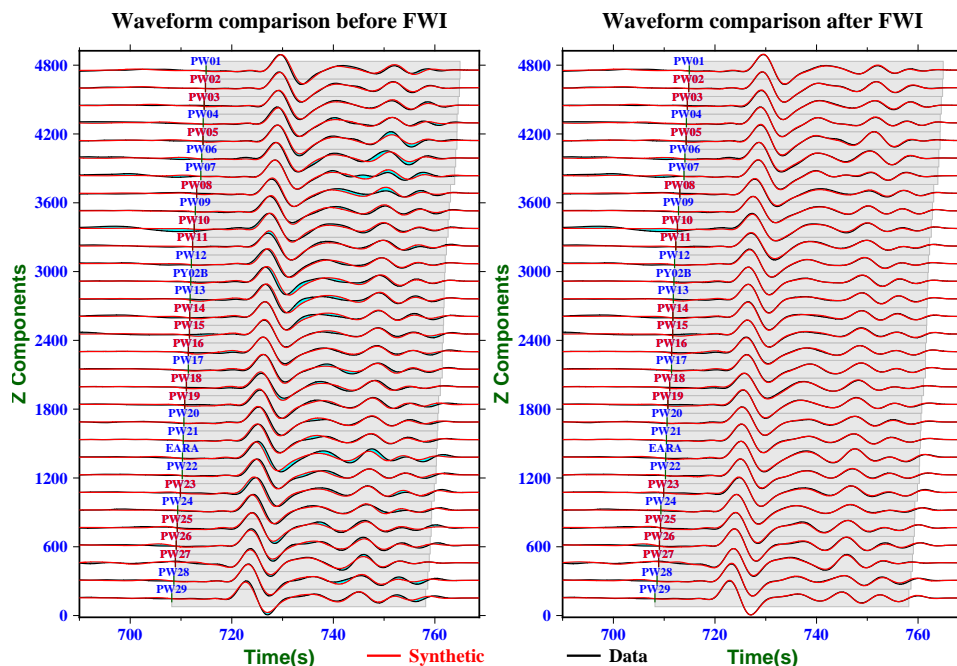 Waveform comparison before FWI
Waveform comparison after FWI
Z Components
4800
4200
3600
3000
2400
1800
1200
600
0
PW01
PW02
PW03
PW04
PW05
PW06
PW07
PW08
PW09
PW10
PW11
PW12
PY02B
PW13
PW14
PW15
PW16
PW17
PW18
PW19
PW20
PW21
EARA
PW22
PW23
PW24
PW25
PW26
PW27
PW28
PW29
700
720
740
760
Time(s)
Z Components
4800
4200
3600
3000
2400
1800
1200
600
0
PW01
PW02
PW03
PW04
PW05
PW06
PW07
PW08
PW09
PW10
PW11
PW12
PY02B
PW13
PW14
PW15
PW16
PW17
PW18
PW19
PW20
PW21
EARA
PW22
PW23
PW24
PW25
PW26
PW27
PW28
PW29
700
720
740
760
Time(s)
Synthetic
Data